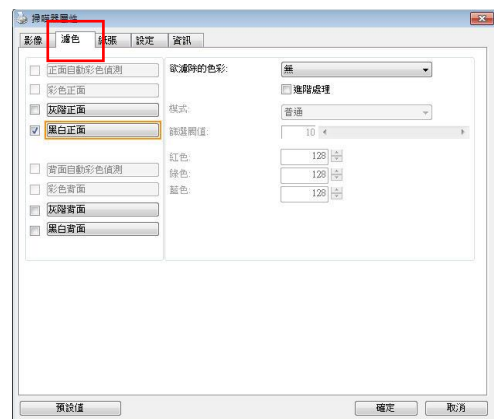 掃瞄器屬性
影像 濾色 紙張 設定 資訊
正面自動彩色偵測
彩色正面
灰階正面
黑白正面
背面自動彩色偵測
彩色背面
灰階背面
黑白背面
欲濾除的色彩: 無
進階處理
模式: 普通
篩選閥值: 10
紅色: 128
綠色: 128
藍色: 128
預設值 確定 取消